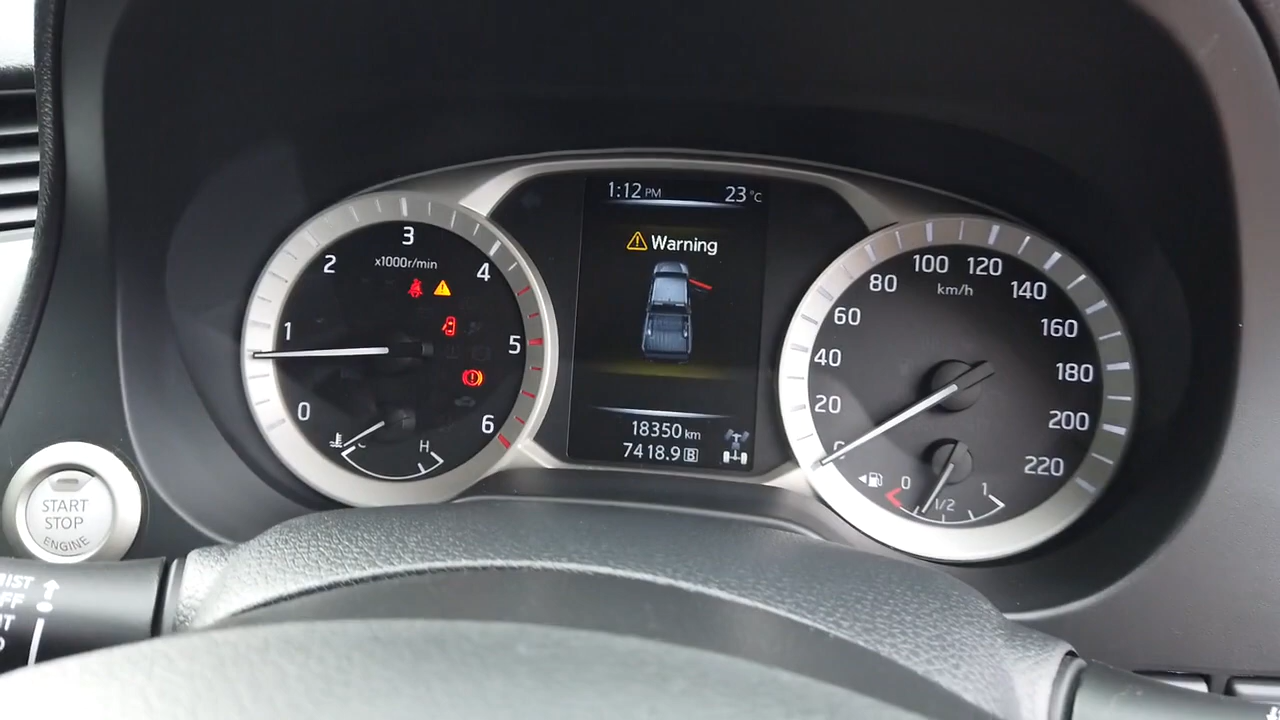 1:12 PM 23°C
Warning
0
1
2
3
4
5
6
x1000r/min
C H
18350 km
7418.9 B
20
40
60
80
100
120
140
160
180
200
220
km/h
0 1/2 1
START
STOP
ENGINE